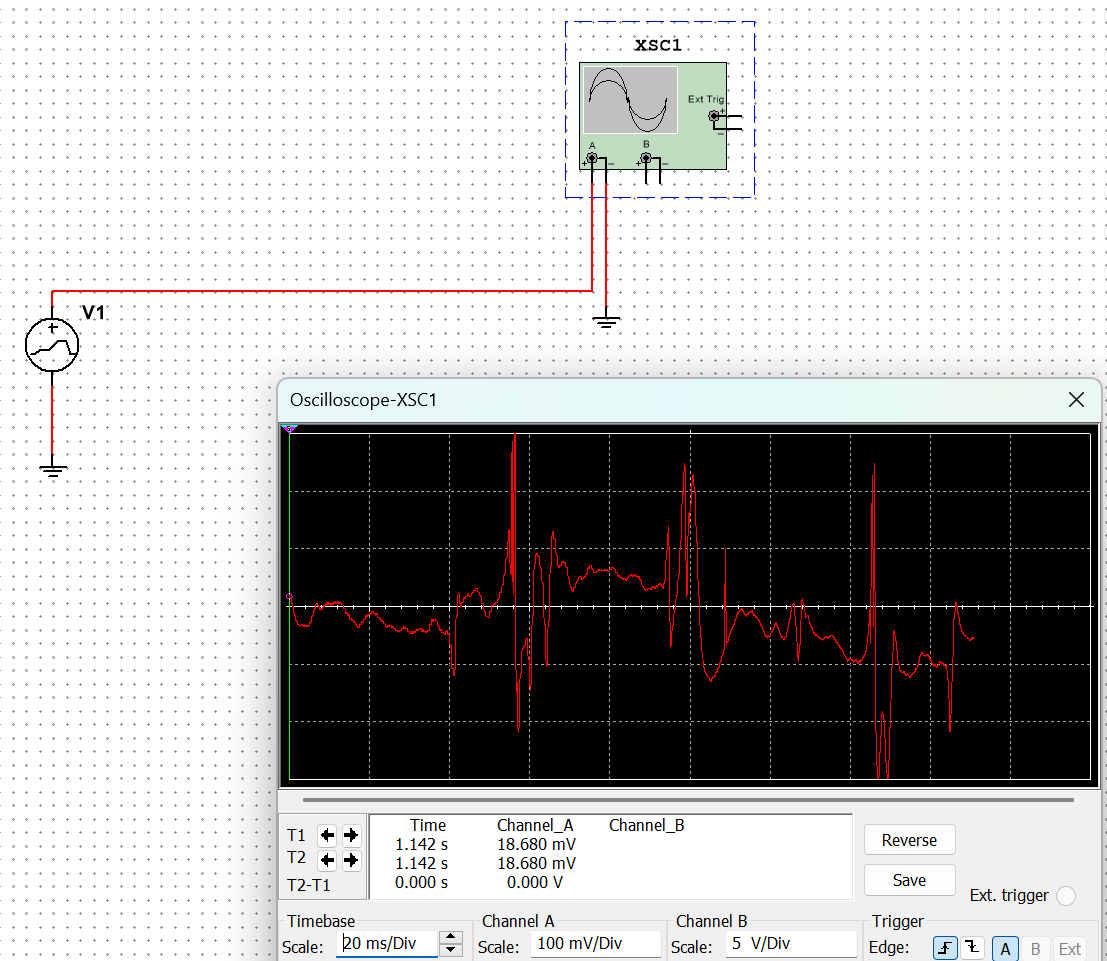 XSC1
Ext Trig
+
−
A
B
+
−
+
−
V1
+
Oscilloscope-XSC1
Time Channel_A Channel_B
T1 1.142 s 18.680 mV
T2 1.142 s 18.680 mV
T2-T1 0.000 s 0.000 V
Reverse
Save
Ext. trigger
Timebase
Scale: 20 ms/Div
Channel A
Scale: 100 mV/Div
Channel B
Scale: 5 V/Div
Trigger
Edge: A B Ext